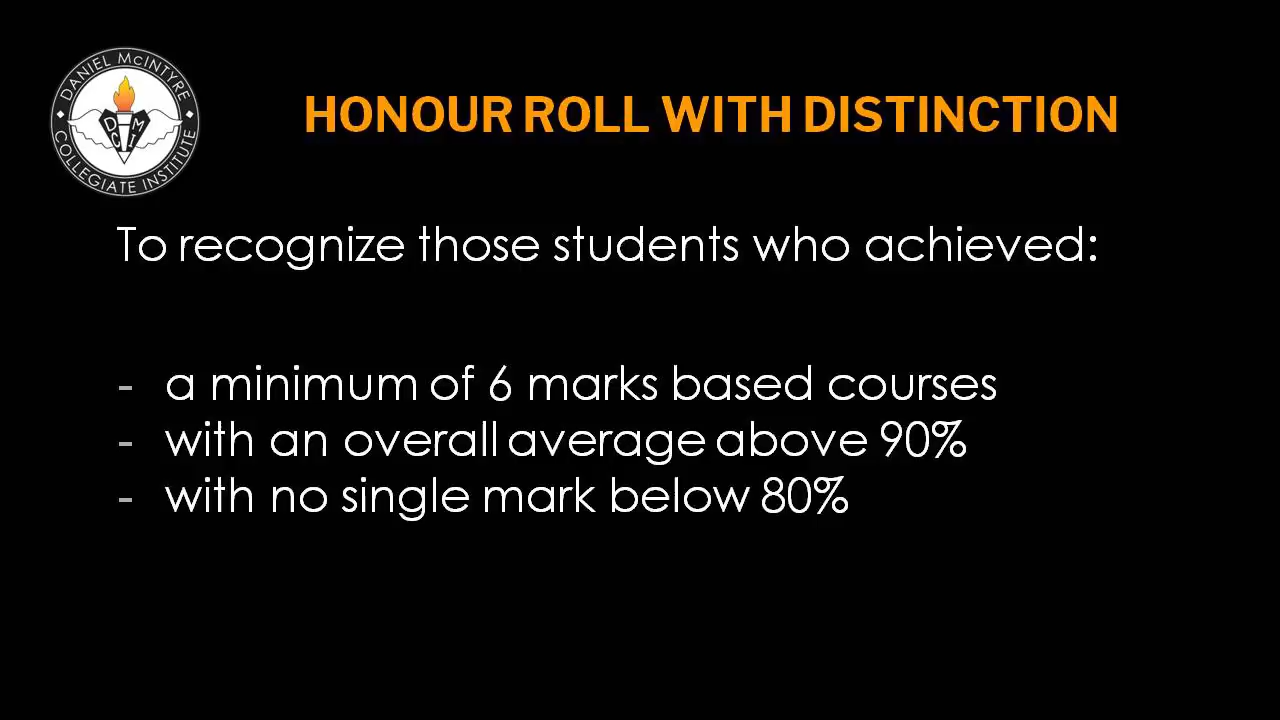 DANIEL McINTYRE
COLLEGIATE INSTITUTE
D M
C I
HONOUR ROLL WITH DISTINCTION
To recognize those students who achieved:
- a minimum of 6 marks based courses
- with an overall average above 90%
- with no single mark below 80%